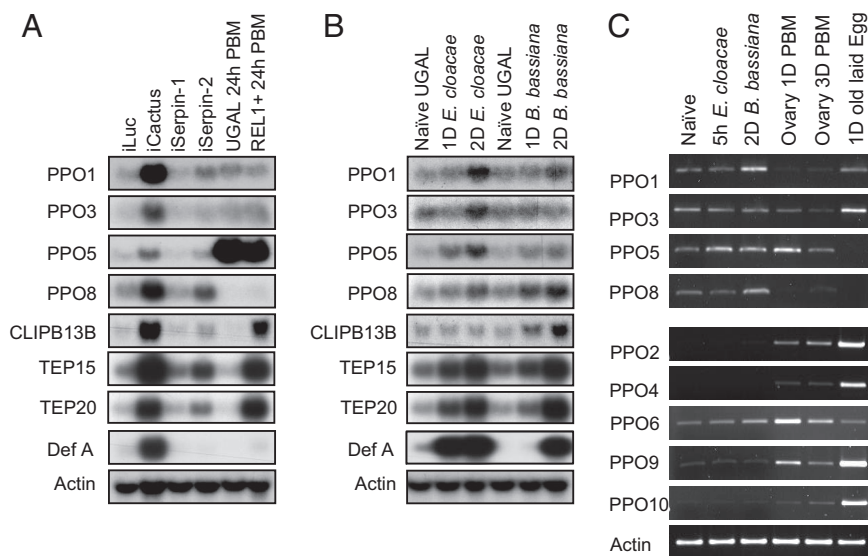 A
iLuc
iCactus
iSerpin-1
iSerpin-2
UGAL 24h PBM
REL1+ 24h PBM
PPO1
PPO3
PPO5
PPO8
CLIPB13B
TEP15
TEP20
Def A
Actin
B
Naïve UGAL
1D E. cloacae
2D E. cloacae
Naïve UGAL
1D B. bassiana
2D B. bassiana
PPO1
PPO3
PPO5
PPO8
CLIPB13B
TEP15
TEP20
Def A
Actin
C
Naïve
5h E. cloacae
2D B. bassiana
Ovary 1D PBM
Ovary 3D PBM
1D old laid Egg
PPO1
PPO3
PPO5
PPO8
PPO2
PPO4
PPO6
PPO9
PPO10
Actin